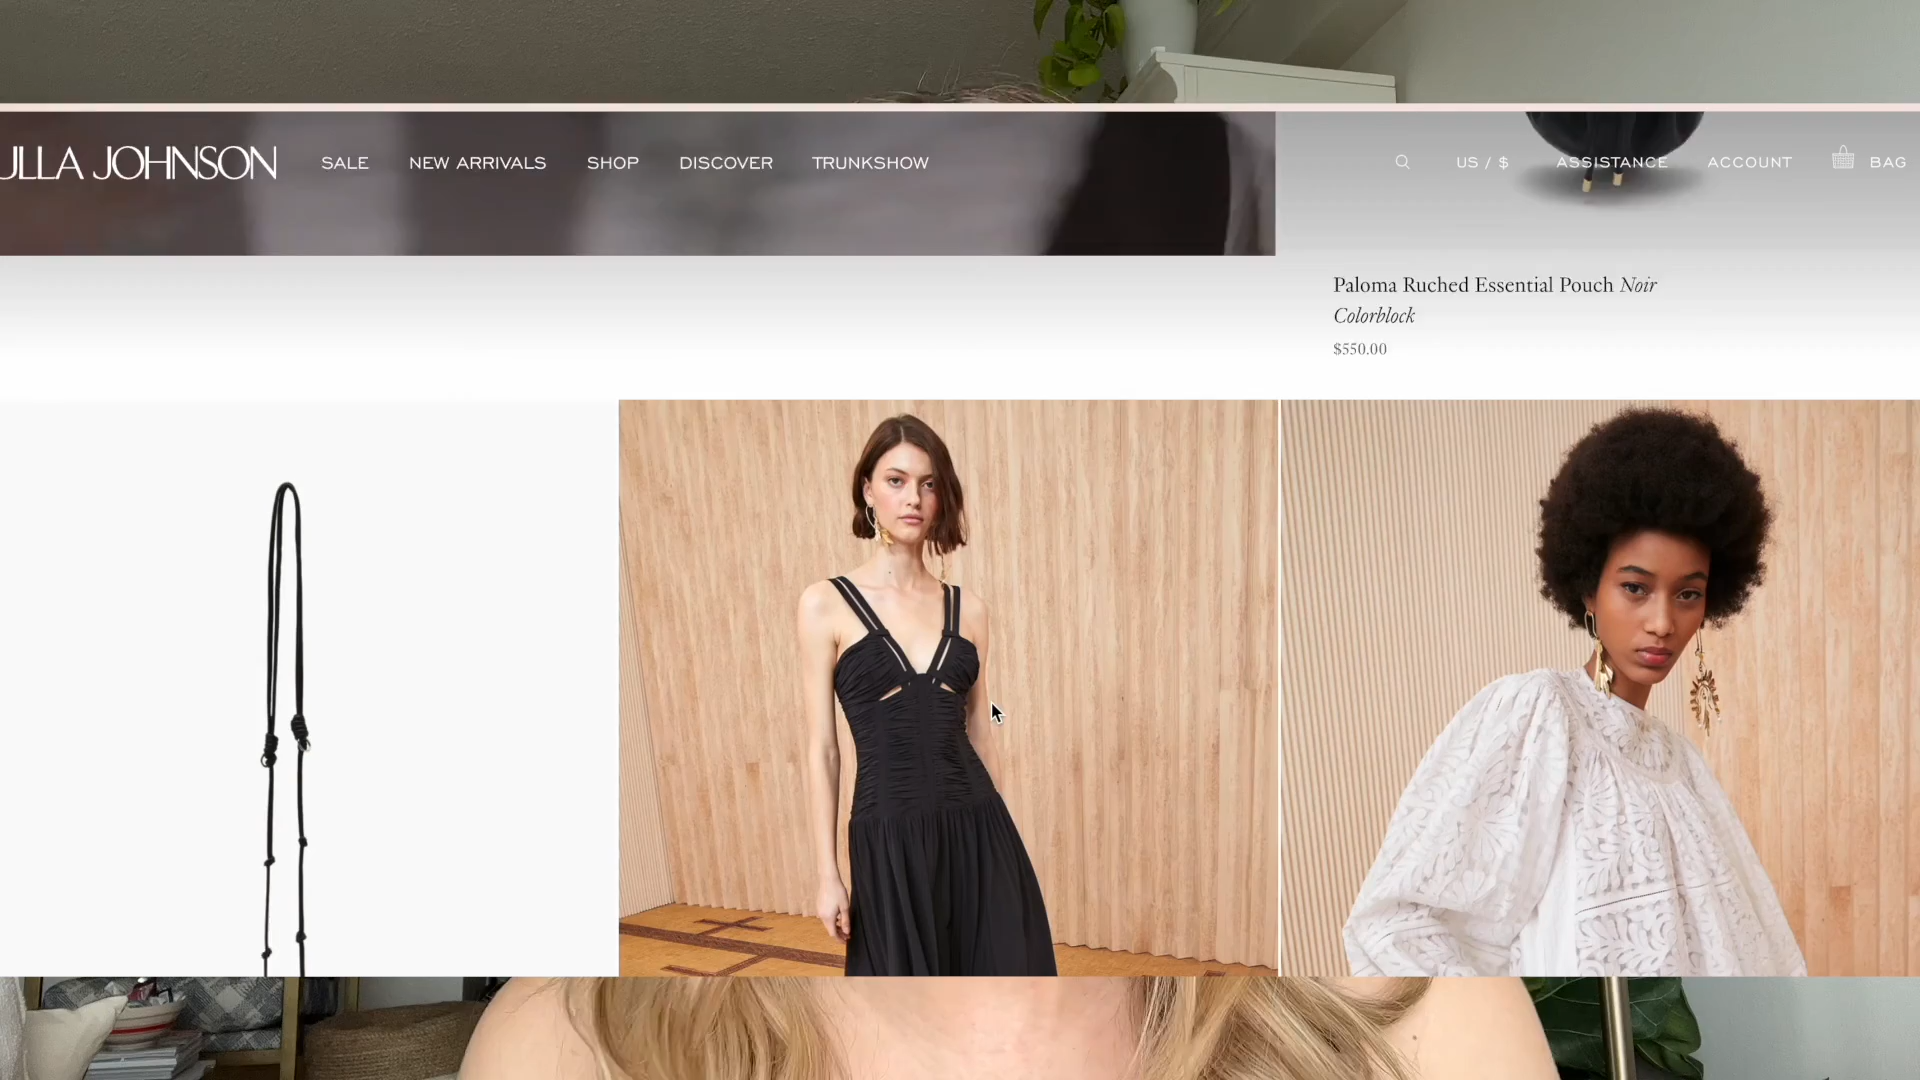 ULLA JOHNSON
SALE
NEW ARRIVALS
SHOP
DISCOVER
TRUNKSHOW
US / $
ASSISTANCE
ACCOUNT
BAG
Paloma Ruched Essential Pouch Noir
Colorblock
$550.00